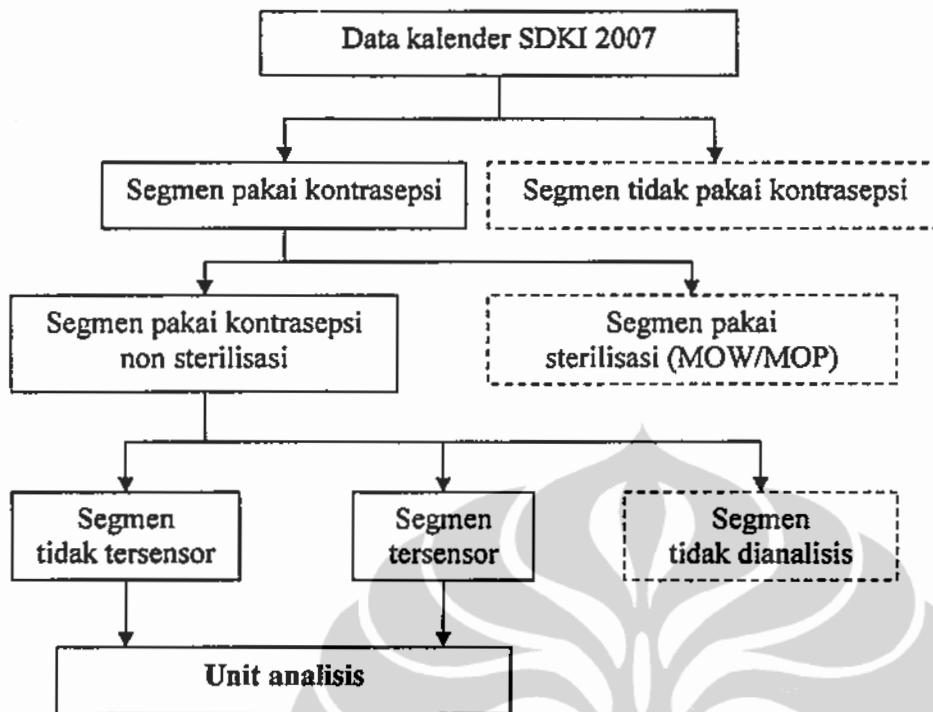 Data kalender SDKI 2007
Segmen pakai kontrasepsi
Segmen tidak pakai kontrasepsi
Segmen pakai kontrasepsi
non sterilisasi
Segmen pakai
sterilisasi (MOW/MOP)
Segmen
tidak tersensor
Segmen
tersensor
Segmen
tidak dianalisis
Unit analisis